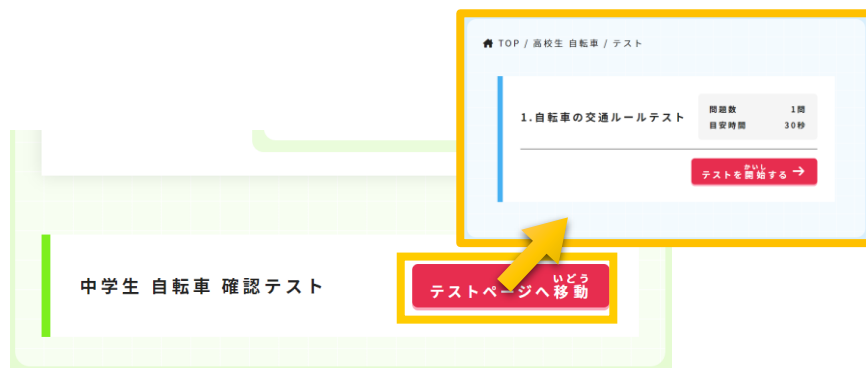 TOP / 高校生 自転車 / テスト
1.自転車の交通ルールテスト
問題数 1問
目安時間 30秒
かいし
テストを開始する →
中学生 自転車 確認テスト
いどう
テストページへ移動